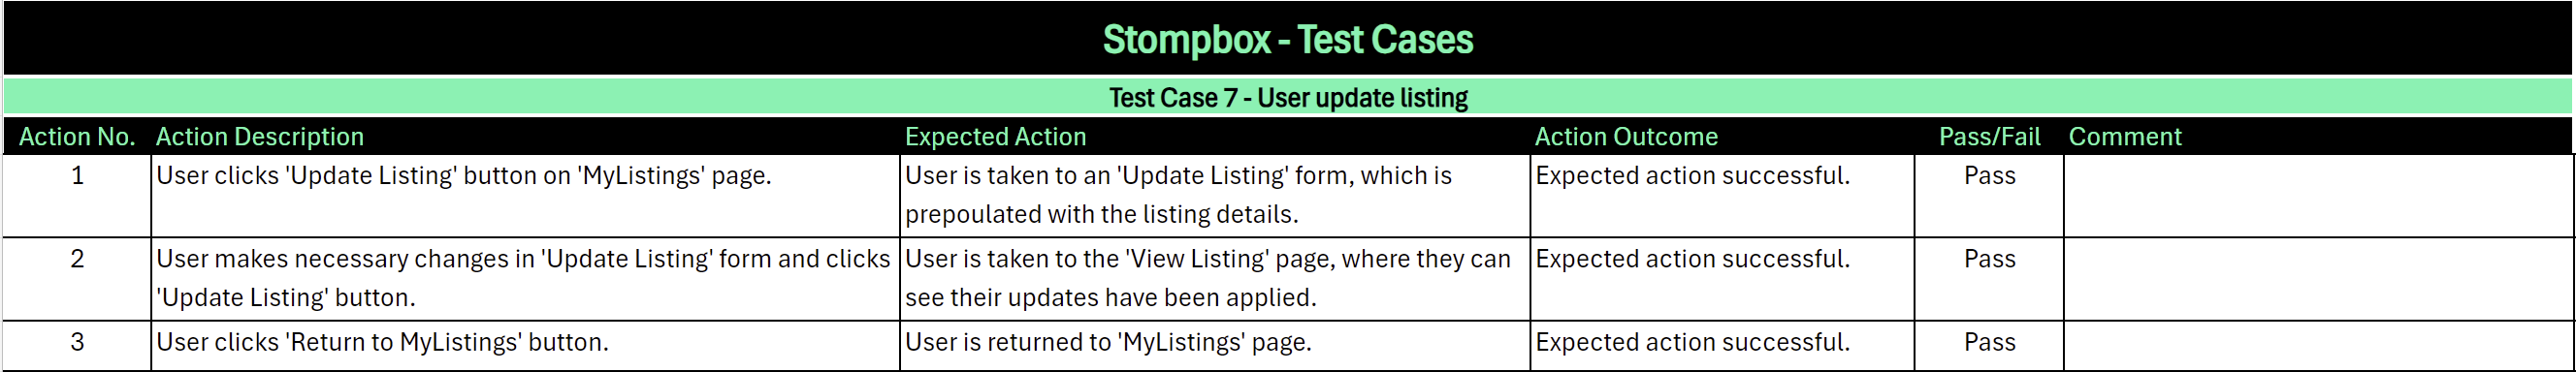 Stompbox - Test Cases
Test Case 7 - User update listing
Action No. Action Description Expected Action Action Outcome Pass/Fail Comment
1 User clicks 'Update Listing' button on 'MyListings' page. User is taken to an 'Update Listing' form, which is Expected action successful. Pass
prepoulated with the listing details.
2 User makes necessary changes in 'Update Listing' form and clicks User is taken to the 'View Listing' page, where they can Expected action successful. Pass
'Update Listing' button. see their updates have been applied.
3 User clicks 'Return to MyListings' button. User is returned to 'MyListings' page. Expected action successful. Pass